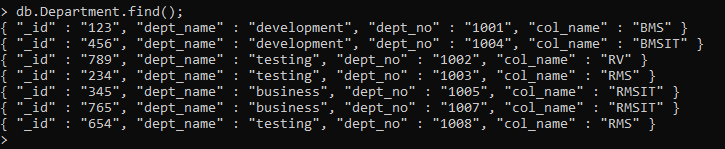 > db.Department.find();
{ "_id" : "123", "dept_name" : "development", "dept_no" : "1001", "col_name" : "BMS" }
{ "_id" : "456", "dept_name" : "development", "dept_no" : "1004", "col_name" : "BMSIT" }
{ "_id" : "789", "dept_name" : "testing", "dept_no" : "1002", "col_name" : "RV" }
{ "_id" : "234", "dept_name" : "testing", "dept_no" : "1003", "col_name" : "RMS" }
{ "_id" : "345", "dept_name" : "business", "dept_no" : "1005", "col_name" : "RMSIT" }
{ "_id" : "765", "dept_name" : "business", "dept_no" : "1007", "col_name" : "RMSIT" }
{ "_id" : "654", "dept_name" : "testing", "dept_no" : "1008", "col_name" : "RMS" }
>